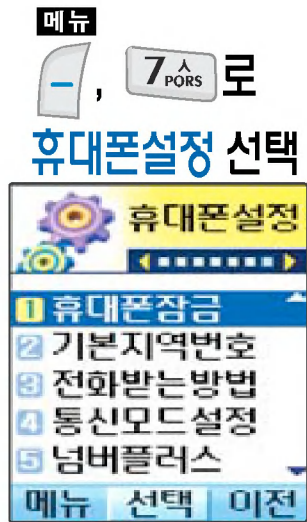 메뉴
, 7ㅅ PQRS 로
휴대폰설정 선택
휴대폰설정
1 휴대폰잠금
2 기본지역번호
3 전화받는방법
4 통신모드설정
5 넘버플러스
메뉴 선택 이전